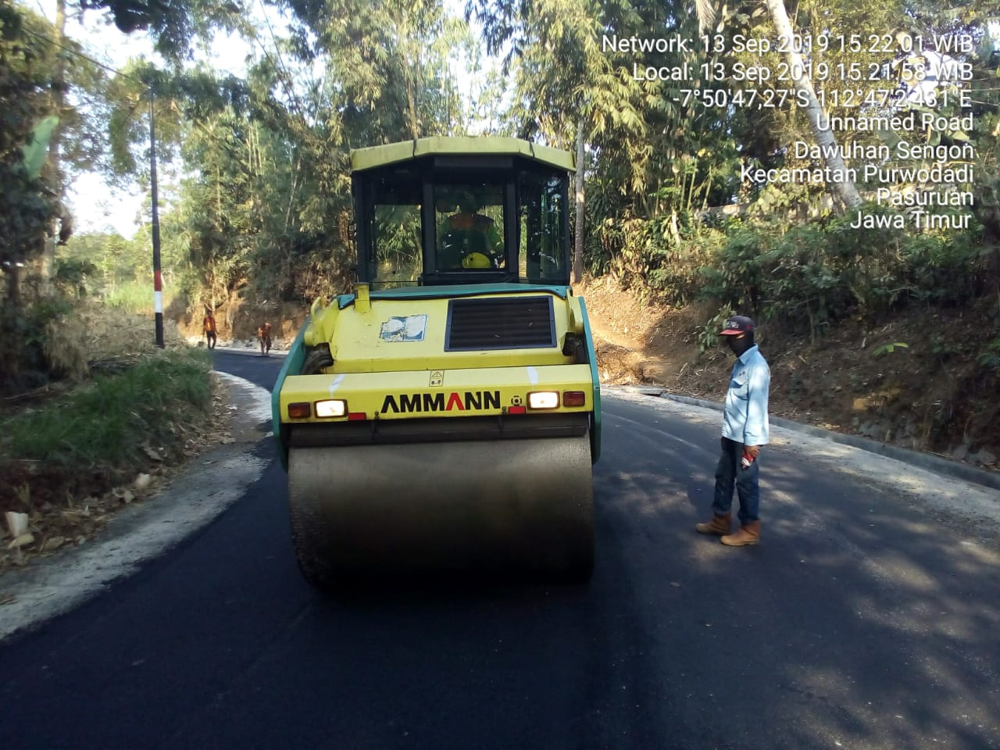 Network: 13 Sep 2019 15.22.01 WIB
Local: 13 Sep 2019 15.21.58 WIB
-7°50'47,27"S 112°47'2,431"E
Unnamed Road
Dawuhan Sengon
Kecamatan Purwodadi
Pasuruan
Jawa Timur
AMMANN